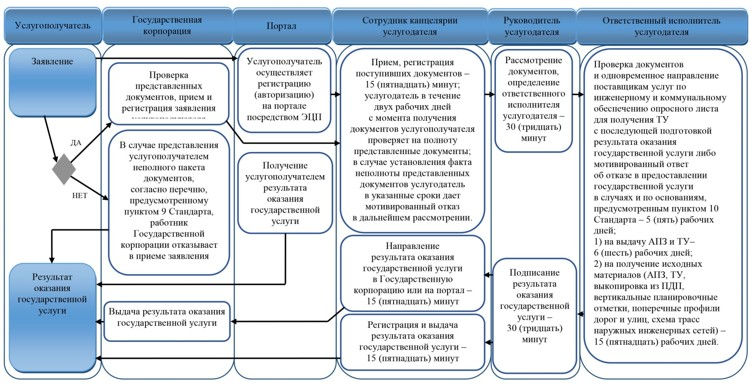 Услугополучатель
Государственная
корпорация
Портал
Сотрудник канцелярии
услугодателя
Руководитель
услугодателя
Ответственный исполнитель
услугодателя
Заявление
ДА
НЕТ
Результат
оказания
государственной
услуги
Проверка
представленных
документов, прием и
регистрация заявления
В случае представления
услугополучателем
неполного пакета
документов,
согласно перечню,
предусмотренному
пунктом 9 Стандарта,
работник
Государственной
корпорации отказывает
в приеме заявления
Выдача результата оказания
государственной услуги
Услугополучатель
осуществляет
регистрацию
(авторизацию)
на портале
посредством ЭЦП
Получение
услугополучателем
результата оказания
государственной
услуги
Прием, регистрация
поступивших документов –
15 (пятнадцать) минут;
услугодатель в течение
двух рабочих дней
с момента получения
документов услугополучателя
проверяет на полноту
представленные документы;
в случае установления факта
неполноты представленных
документов услугодатель
в указанные сроки дает
мотивированный отказ
в дальнейшем рассмотрении.
Направление
результата оказания
государственной услуги
в Государственную
корпорацию или на портал –
15 (пятнадцать) минут
Регистрация и выдача
результата оказания
государственной услуги –
15 (пятнадцать) минут
Рассмотрение
документов,
определение
ответственного
исполнителя
услугодателя –
30 (тридцать)
минут
Подписание
результата
оказания
государственной
услуги –
30 (тридцать)
минут
Проверка документов
и одновременное направление
поставщикам услуг по
инженерному и коммунальному
обеспечению опросного листа
для получения ТУ
с последующей подготовкой
результата оказания
государственной услуги либо
мотивированный ответ
об отказе в предоставлении
государственной услуги
в случаях и по основаниям,
предусмотренным пунктом 10
Стандарта – 5 (пять) рабочих
дней;
1) на выдачу АПЗ и ТУ–
6 (шесть) рабочих дней;
2) на получение исходных
материалов (АПЗ, ТУ,
выкопировка из ПДП,
вертикальные планировочные
отметки, поперечные профили
дорог и улиц, схема трасс
наружных инженерных сетей) –
15 (пятнадцать) рабочих дней.